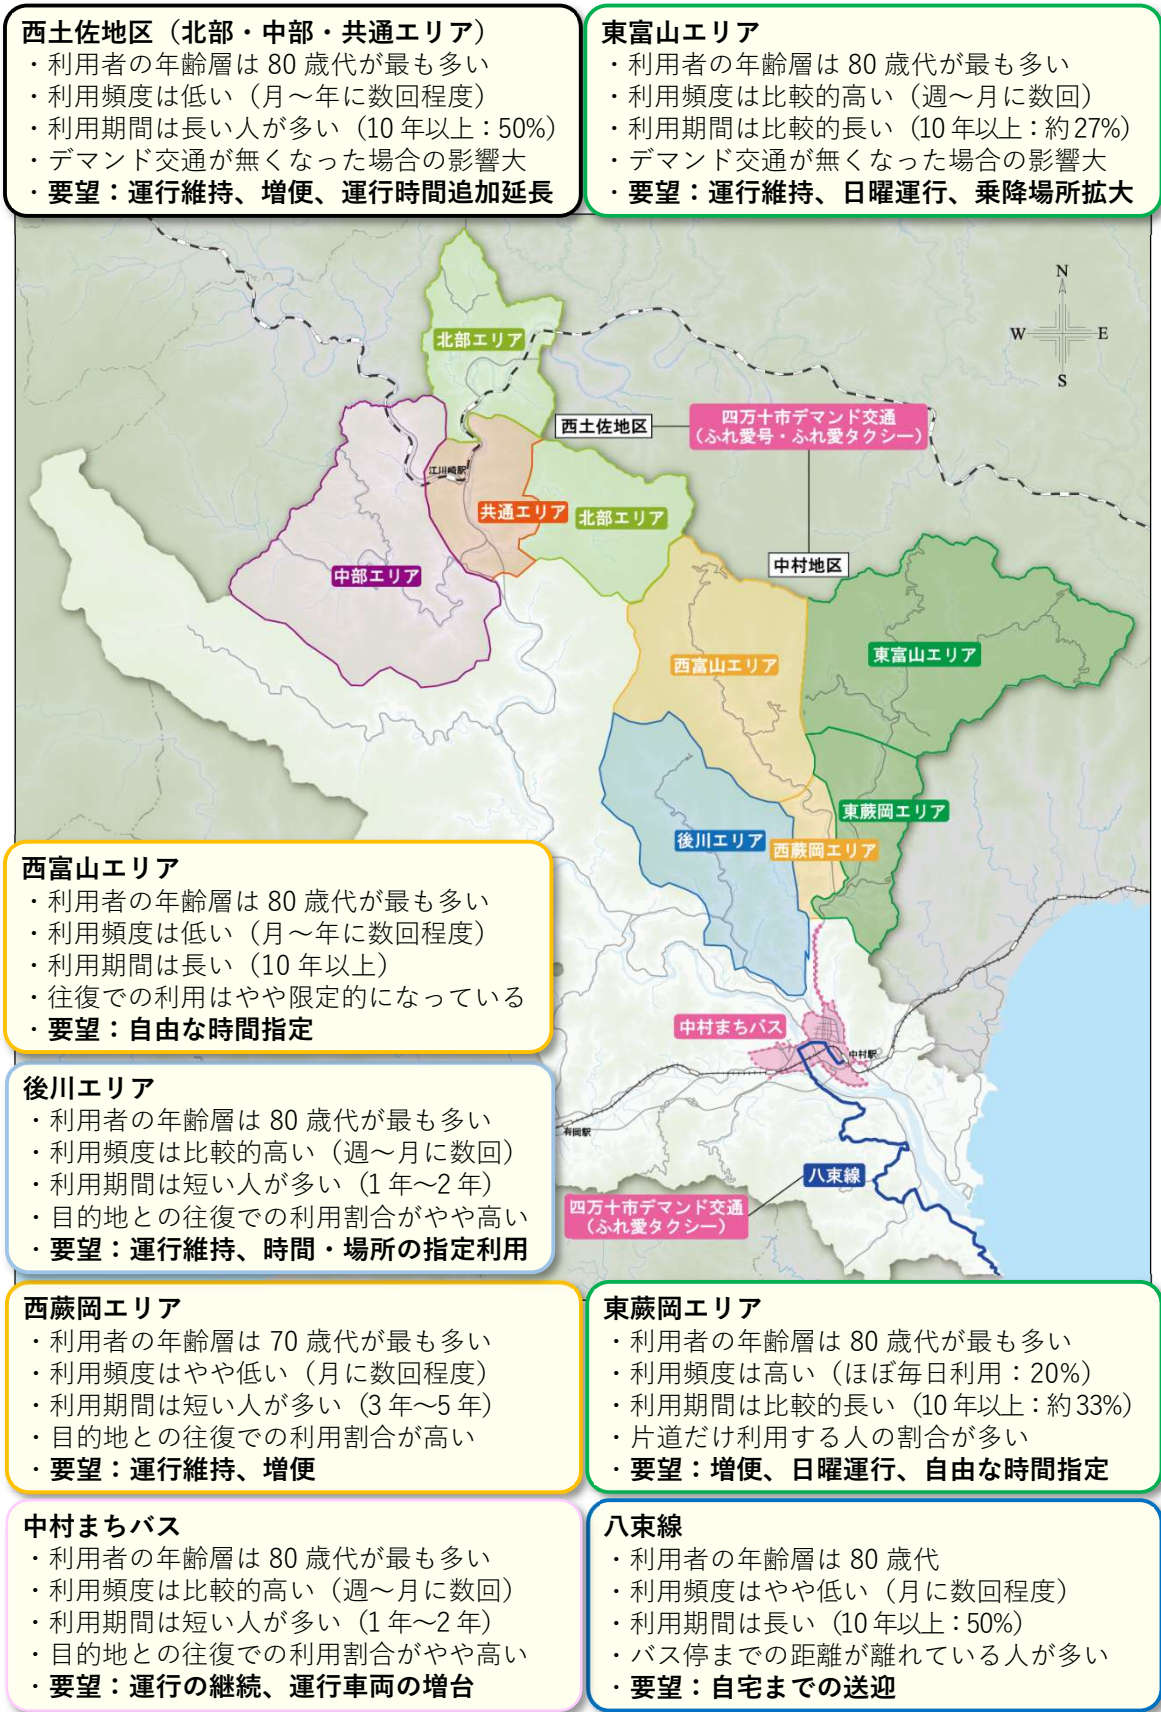 西土佐地区（北部・中部・共通エリア）
・利用者の年齢層は 80 歳代が最も多い
・利用頻度は低い（月～年に数回程度）
・利用期間は長い人が多い（10 年以上：50%）
・デマンド交通が無くなった場合の影響大
・要望：運行維持、増便、運行時間追加延長
東富山エリア
・利用者の年齢層は 80 歳代が最も多い
・利用頻度は比較的高い（週～月に数回）
・利用期間は比較的長い（10 年以上：約 27%）
・デマンド交通が無くなった場合の影響大
・要望：運行維持、日曜運行、乗降場所拡大
N
W
E
S
北部エリア
西土佐地区
四万十市デマンド交通
（ふれ愛号・ふれ愛タクシー）
江川崎駅
共通エリア
北部エリア
中部エリア
中村地区
西富山エリア
東富山エリア
東蕨岡エリア
後川エリア
西蕨岡エリア
中村まちバス
中村駅
有岡駅
八束線
四万十市デマンド交通
（ふれ愛タクシー）
西富山エリア
・利用者の年齢層は 80 歳代が最も多い
・利用頻度は低い（月～年に数回程度）
・利用期間は長い（10 年以上）
・往復での利用はやや限定的になっている
・要望：自由な時間指定
後川エリア
・利用者の年齢層は 80 歳代が最も多い
・利用頻度は比較的高い（週～月に数回）
・利用期間は短い人が多い（1 年～2 年）
・目的地との往復での利用割合がやや高い
・要望：運行維持、時間・場所の指定利用
西蕨岡エリア
・利用者の年齢層は 70 歳代が最も多い
・利用頻度はやや低い（月に数回程度）
・利用期間は短い人が多い（3 年～5 年）
・目的地との往復での利用割合が高い
・要望：運行維持、増便
東蕨岡エリア
・利用者の年齢層は 80 歳代が最も多い
・利用頻度は高い（ほぼ毎日利用：20%）
・利用期間は比較的長い（10 年以上：約 33%）
・片道だけ利用する人の割合が多い
・要望：増便、日曜運行、自由な時間指定
中村まちバス
・利用者の年齢層は 80 歳代が最も多い
・利用頻度は比較的高い（週～月に数回）
・利用期間は短い人が多い（1 年～2 年）
・目的地との往復での利用割合がやや高い
・要望：運行の継続、運行車両の増台
八束線
・利用者の年齢層は 80 歳代
・利用頻度はやや低い（月に数回程度）
・利用期間は長い（10 年以上：50%）
・バス停までの距離が離れている人が多い
・要望：自宅までの送迎